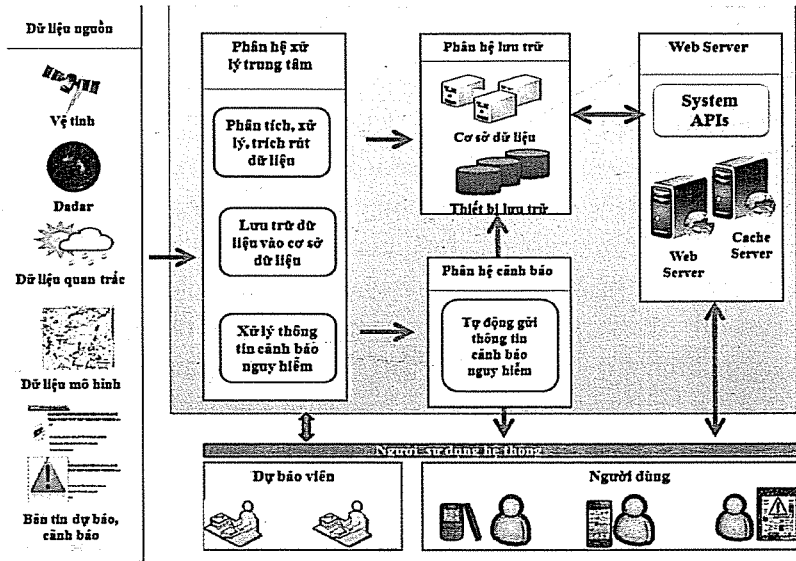 Dữ liệu nguồn
Vệ tinh
Dadar
Dữ liệu quan trắc
Dữ liệu mô hình
Bản tin dự báo,
cảnh báo
Phân hệ xử
lý trung tâm
Phân tích, xử
lý, trích rút
dữ liệu
Lưu trữ dữ
liệu vào cơ sở
dữ liệu
Xử lý thông
tin cảnh báo
nguy hiểm
Phân hệ lưu trữ
Cơ sở dữ liệu
Thiết bị lưu trữ
Phân hệ cảnh báo
Tự động gửi
thông tin
cảnh báo
nguy hiểm
Web Server
System
APIs
Web
Server
Cache
Server
Người sử dụng hệ thống
Dự báo viên
Người dùng